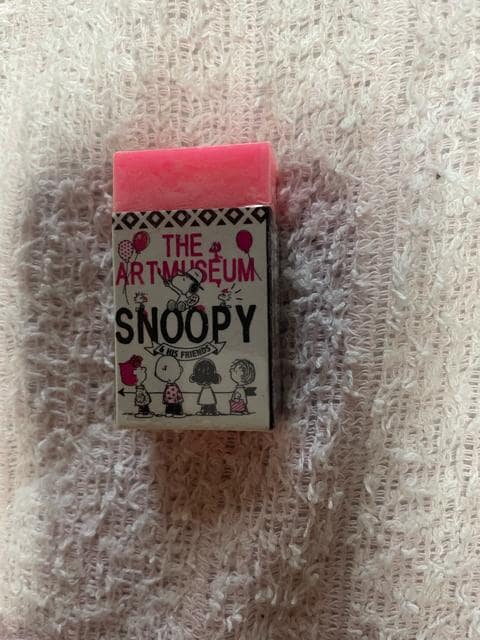 THE
ART MUSEUM
SNOOPY
& HIS FRIENDS